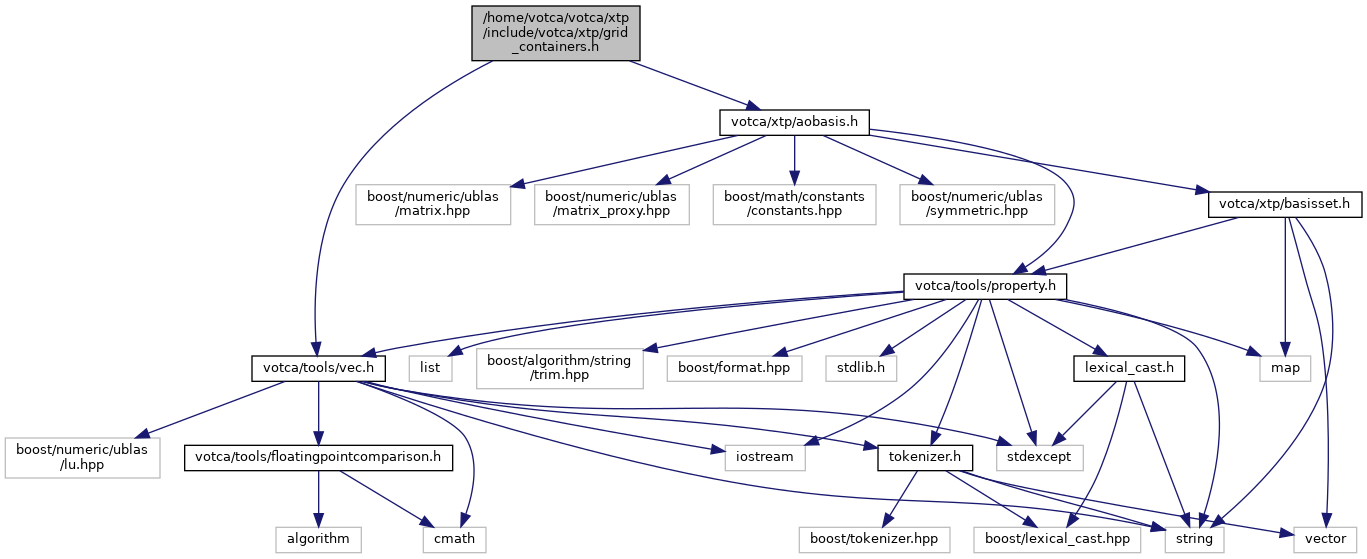 /home/votca/votca/xtp
/include/votca/xtp/grid
_containers.h
votca/xtp/aobasis.h
boost/numeric/ublas
/matrix.hpp
boost/numeric/ublas
/matrix_proxy.hpp
boost/math/constants
/constants.hpp
boost/numeric/ublas
/symmetric.hpp
votca/xtp/basisset.h
votca/tools/property.h
votca/tools/vec.h
list
boost/algorithm/string
/trim.hpp
boost/format.hpp
stdlib.h
lexical_cast.h
map
boost/numeric/ublas
/lu.hpp
votca/tools/floatingpointcomparison.h
iostream
tokenizer.h
stdexcept
algorithm
cmath
boost/tokenizer.hpp
boost/lexical_cast.hpp
string
vector